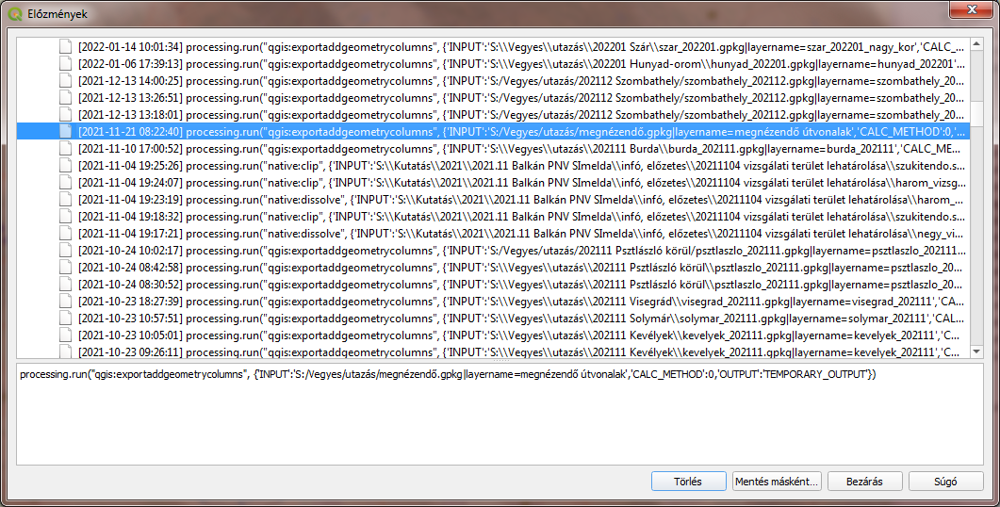 Előzmények
[2022-01-14 10:01:34] processing.run("qgis:exportaddgeometrycolumns", {'INPUT':'S:\\Vegyes\\utazás\\202201 Szár\\szar_202201.gpkg|layername=szar_202201_nagy_kor','CALC_...
[2022-01-06 17:39:13] processing.run("qgis:exportaddgeometrycolumns", {'INPUT':'S:\\Vegyes\\utazás\\202201 Hunyad-orom\\hunyad_202201.gpkg|layername=hunyad_202201'...
[2021-12-13 14:00:25] processing.run("qgis:exportaddgeometrycolumns", {'INPUT':'S:/Vegyes/utazás/202112 Szombathely/szombathely_202112.gpkg|layername=szombathely_20...
[2021-12-13 13:26:51] processing.run("qgis:exportaddgeometrycolumns", {'INPUT':'S:/Vegyes/utazás/202112 Szombathely/szombathely_202112.gpkg|layername=szombathely_20...
[2021-12-13 13:18:01] processing.run("qgis:exportaddgeometrycolumns", {'INPUT':'S:/Vegyes/utazás/202112 Szombathely/szombathely_202112.gpkg|layername=szombathely_20...
[2021-11-21 08:22:40] processing.run("qgis:exportaddgeometrycolumns", {'INPUT':'S:/Vegyes/utazás/megnézendő.gpkg|layername=megnézendő útvonalak','CALC_METHOD':0,'...
[2021-11-10 17:00:52] processing.run("qgis:exportaddgeometrycolumns", {'INPUT':'S:\\Vegyes\\utazás\\202111 Burda\\burda_202111.gpkg|layername=burda_202111','CALC_ME...
[2021-11-04 19:25:26] processing.run("native:clip", {'INPUT':'S:\\Kutatás\\2021\\2021.11 Balkán PNV SImelda\\infó, előzetes\\20211104 vizsgálati terület lehatárolása\\szukitendo.s...
[2021-11-04 19:24:07] processing.run("native:clip", {'INPUT':'S:\\Kutatás\\2021\\2021.11 Balkán PNV SImelda\\infó, előzetes\\20211104 vizsgálati terület lehatárolása\\harom_vizsg...
[2021-11-04 19:23:19] processing.run("native:dissolve", {'INPUT':'S:\\Kutatás\\2021\\2021.11 Balkán PNV SImelda\\infó, előzetes\\20211104 vizsgálati terület lehatárolása\\harom_...
[2021-11-04 19:18:32] processing.run("native:clip", {'INPUT':'S:\\Kutatás\\2021\\2021.11 Balkán PNV SImelda\\infó, előzetes\\20211104 vizsgálati terület lehatárolása\\szukitendo.s...
[2021-11-04 19:17:21] processing.run("native:dissolve", {'INPUT':'S:\\Kutatás\\2021\\2021.11 Balkán PNV SImelda\\infó, előzetes\\20211104 vizsgálati terület lehatárolása\\negy_vi...
[2021-10-24 10:02:17] processing.run("qgis:exportaddgeometrycolumns", {'INPUT':'S:/Vegyes/utazás/202111 Psztlászló körül/psztlaszlo_202111.gpkg|layername=psztlaszlo_202111...
[2021-10-24 08:42:58] processing.run("qgis:exportaddgeometrycolumns", {'INPUT':'S:\\Vegyes\\utazás\\202111 Psztlászló körül\\psztlaszlo_202111.gpkg|layername=psztlaszlo_20...
[2021-10-24 08:30:52] processing.run("qgis:exportaddgeometrycolumns", {'INPUT':'S:\\Vegyes\\utazás\\202111 Psztlászló körül\\psztlaszlo_202111.gpkg|layername=psztlaszlo_20...
[2021-10-23 18:27:39] processing.run("qgis:exportaddgeometrycolumns", {'INPUT':'S:\\Vegyes\\utazás\\202111 Visegrád\\visegrad_202111.gpkg|layername=visegrad_202111','CA...
[2021-10-23 10:57:51] processing.run("qgis:exportaddgeometrycolumns", {'INPUT':'S:\\Vegyes\\utazás\\202111 Solymár\\solymar_202111.gpkg|layername=solymar_202111','CAL...
[2021-10-23 10:05:01] processing.run("qgis:exportaddgeometrycolumns", {'INPUT':'S:\\Vegyes\\utazás\\202111 Kevélyek\\kevelyek_202111.gpkg|layername=kevelyek_202111','C...
[2021-10-23 09:26:11] processing.run("qgis:exportaddgeometrycolumns", {'INPUT':'S:\\Vegyes\\utazás\\202111 Kevélyek\\kevelyek_202111.gpkg|layername=kevelyek_202111','C...
processing.run("qgis:exportaddgeometrycolumns", {'INPUT':'S:/Vegyes/utazás/megnézendő.gpkg|layername=megnézendő útvonalak','CALC_METHOD':0,'OUTPUT':'TEMPORARY_OUTPUT'})
Törlés
Mentés másként...
Bezárás
Súgó